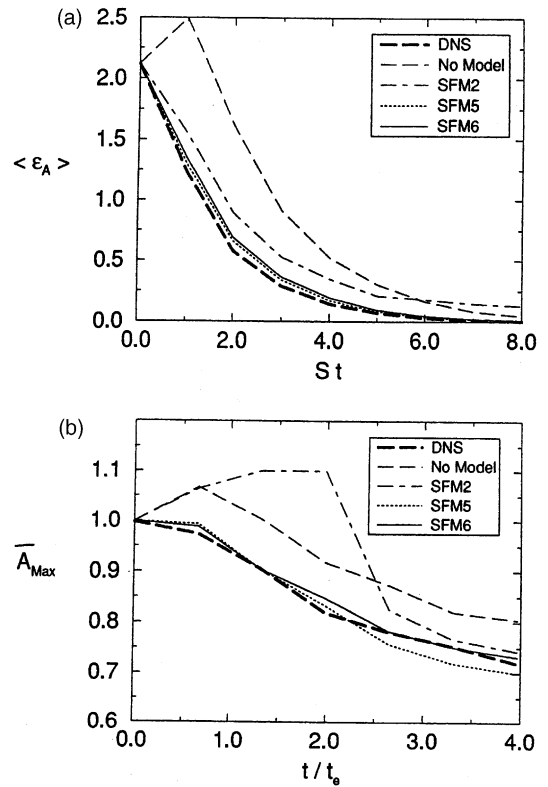 (a)
2.5
2.0
1.5
1.0
0.5
0.0
< ε_A >
DNS
No Model
SFM2
SFM5
SFM6
0.0 2.0 4.0 6.0 8.0
S t
(b)
1.1
1.0
0.9
0.8
0.7
0.6
A̅_Max
DNS
No Model
SFM2
SFM5
SFM6
0.0 1.0 2.0 3.0 4.0
t / t_e